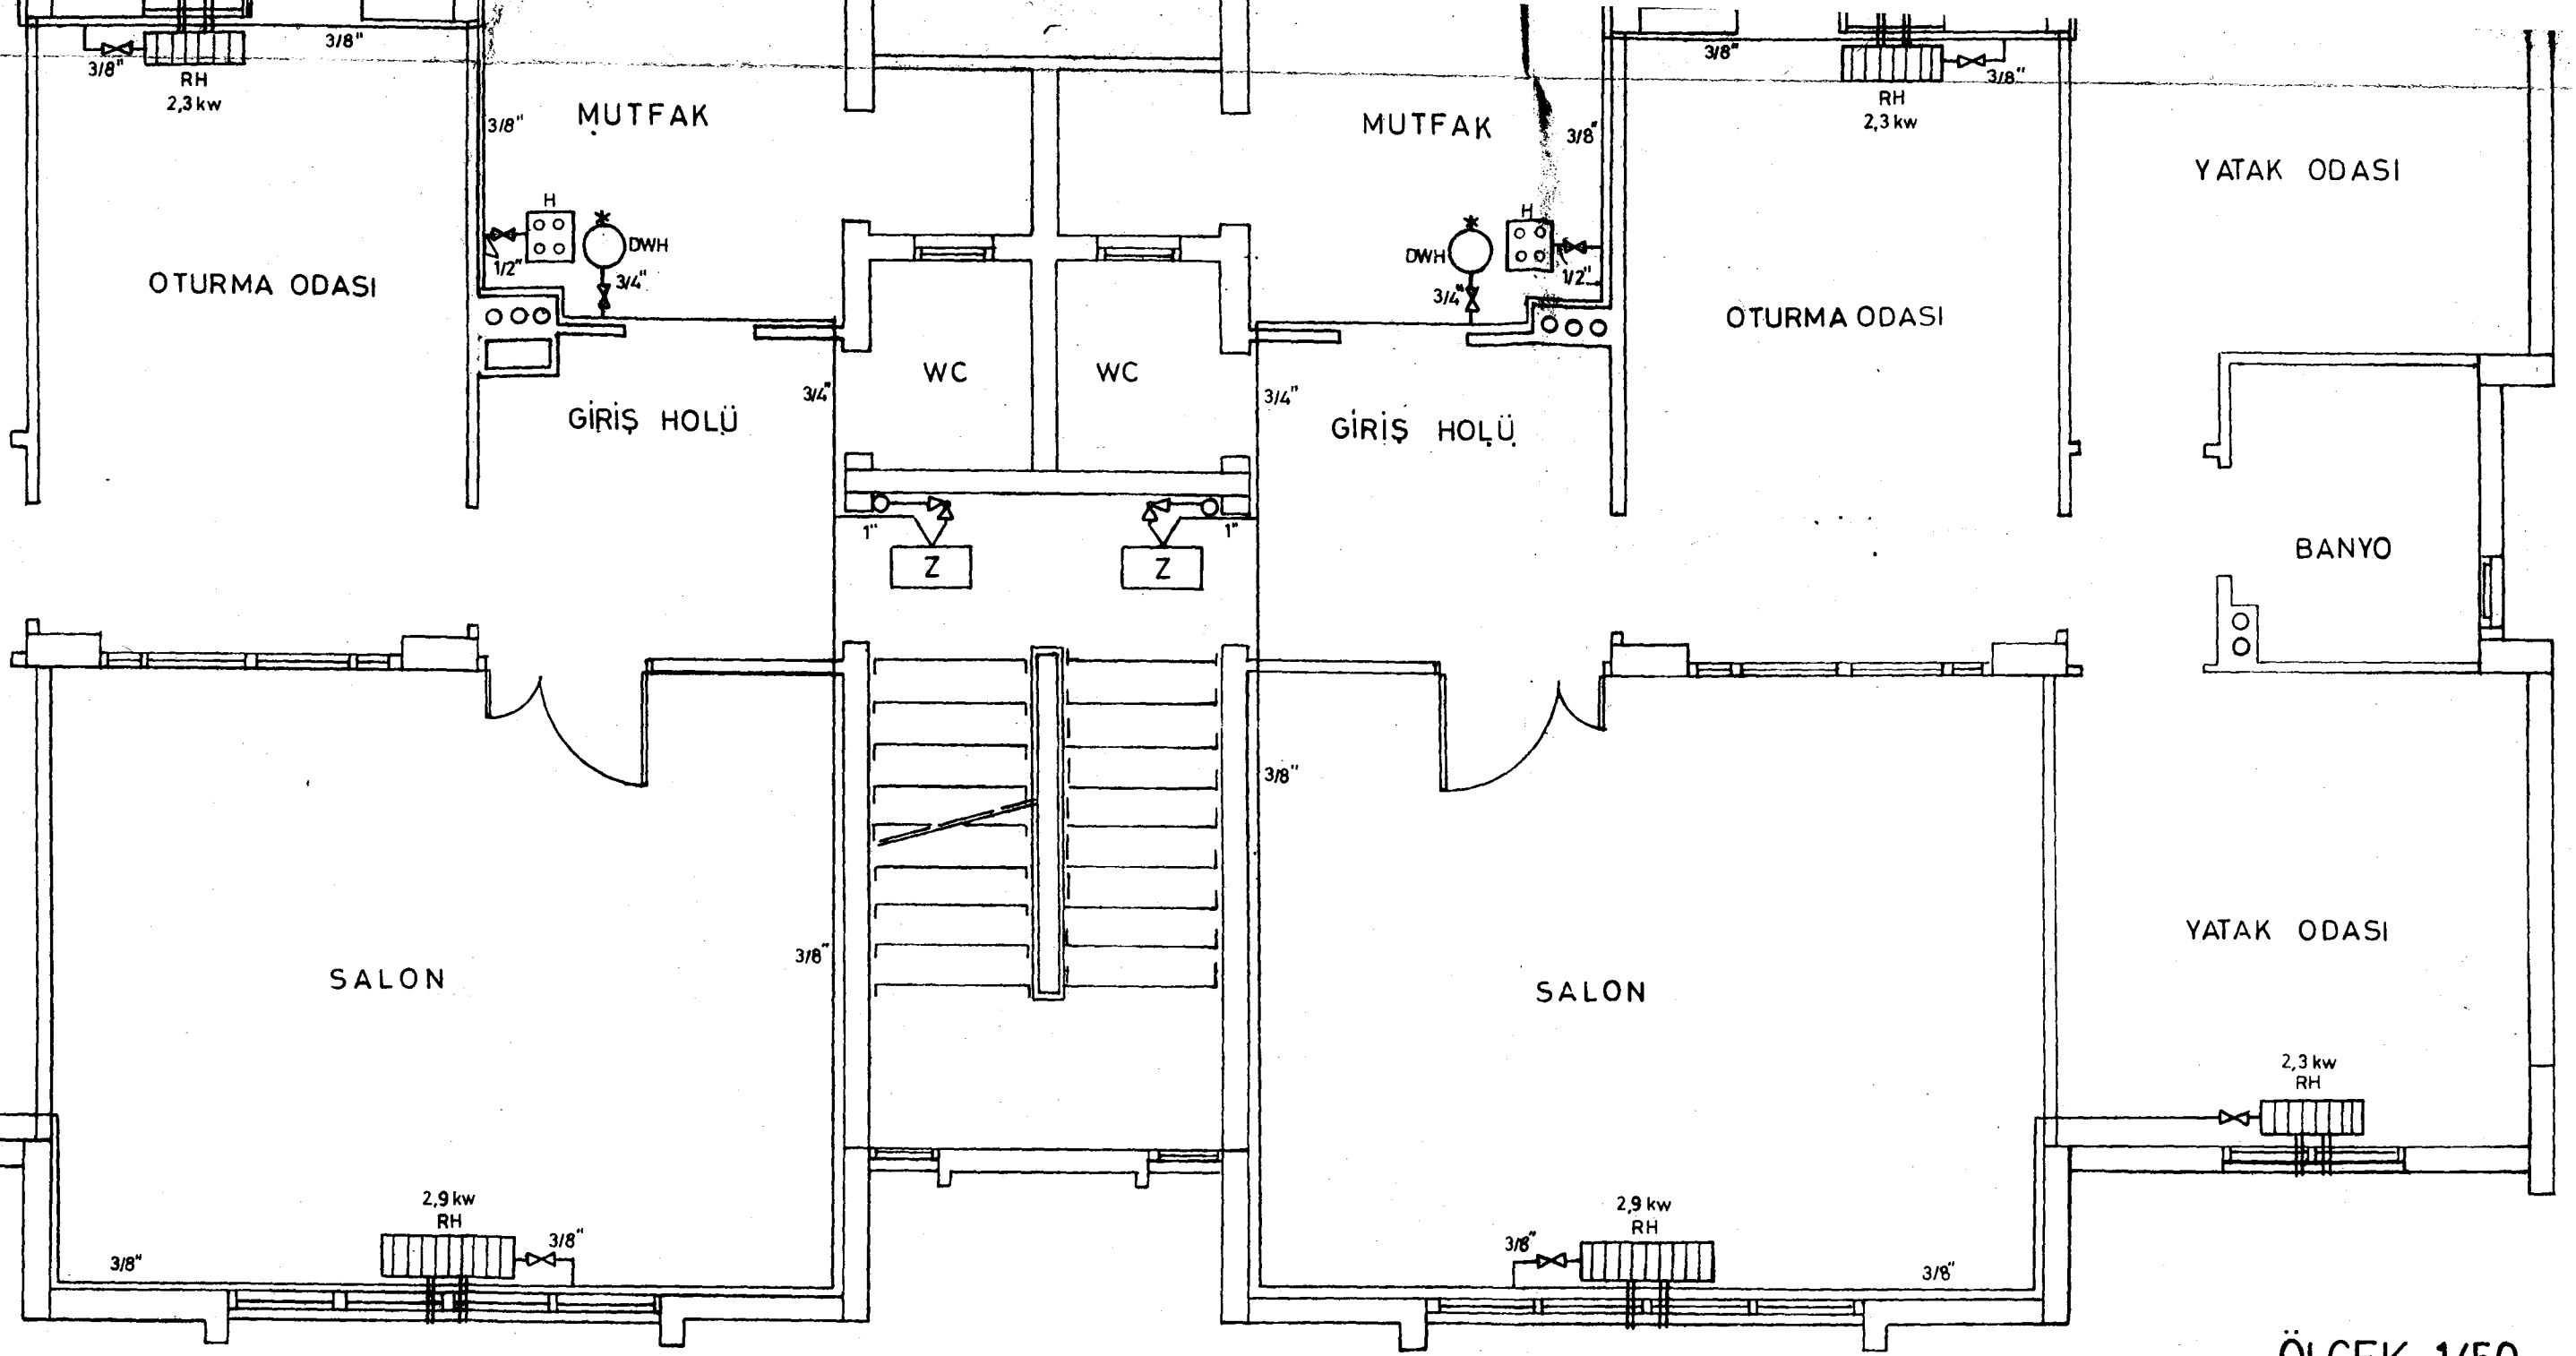 3/8"
3/8"
RH
2,3 kw
3/8"
MUTFAK
H
DWH
1/2"
3/4"
OTURMA ODASI
MUTFAK
3/8"
H
DWH
1/2"
3/4"
3/8"
3/8"
RH
2,3 kw
YATAK ODASI
OTURMA ODASI
WC
WC
3/4"
3/4"
GİRİŞ HOLÜ
GİRİŞ HOLÜ
1"
1"
Z
Z
BANYO
3/8"
3/8"
SALON
SALON
YATAK ODASI
2,3 kw
RH
2,9 kw
RH
3/8"
3/8"
2,9 kw
RH
3/8"
3/8"
ÖLÇEK 1/50